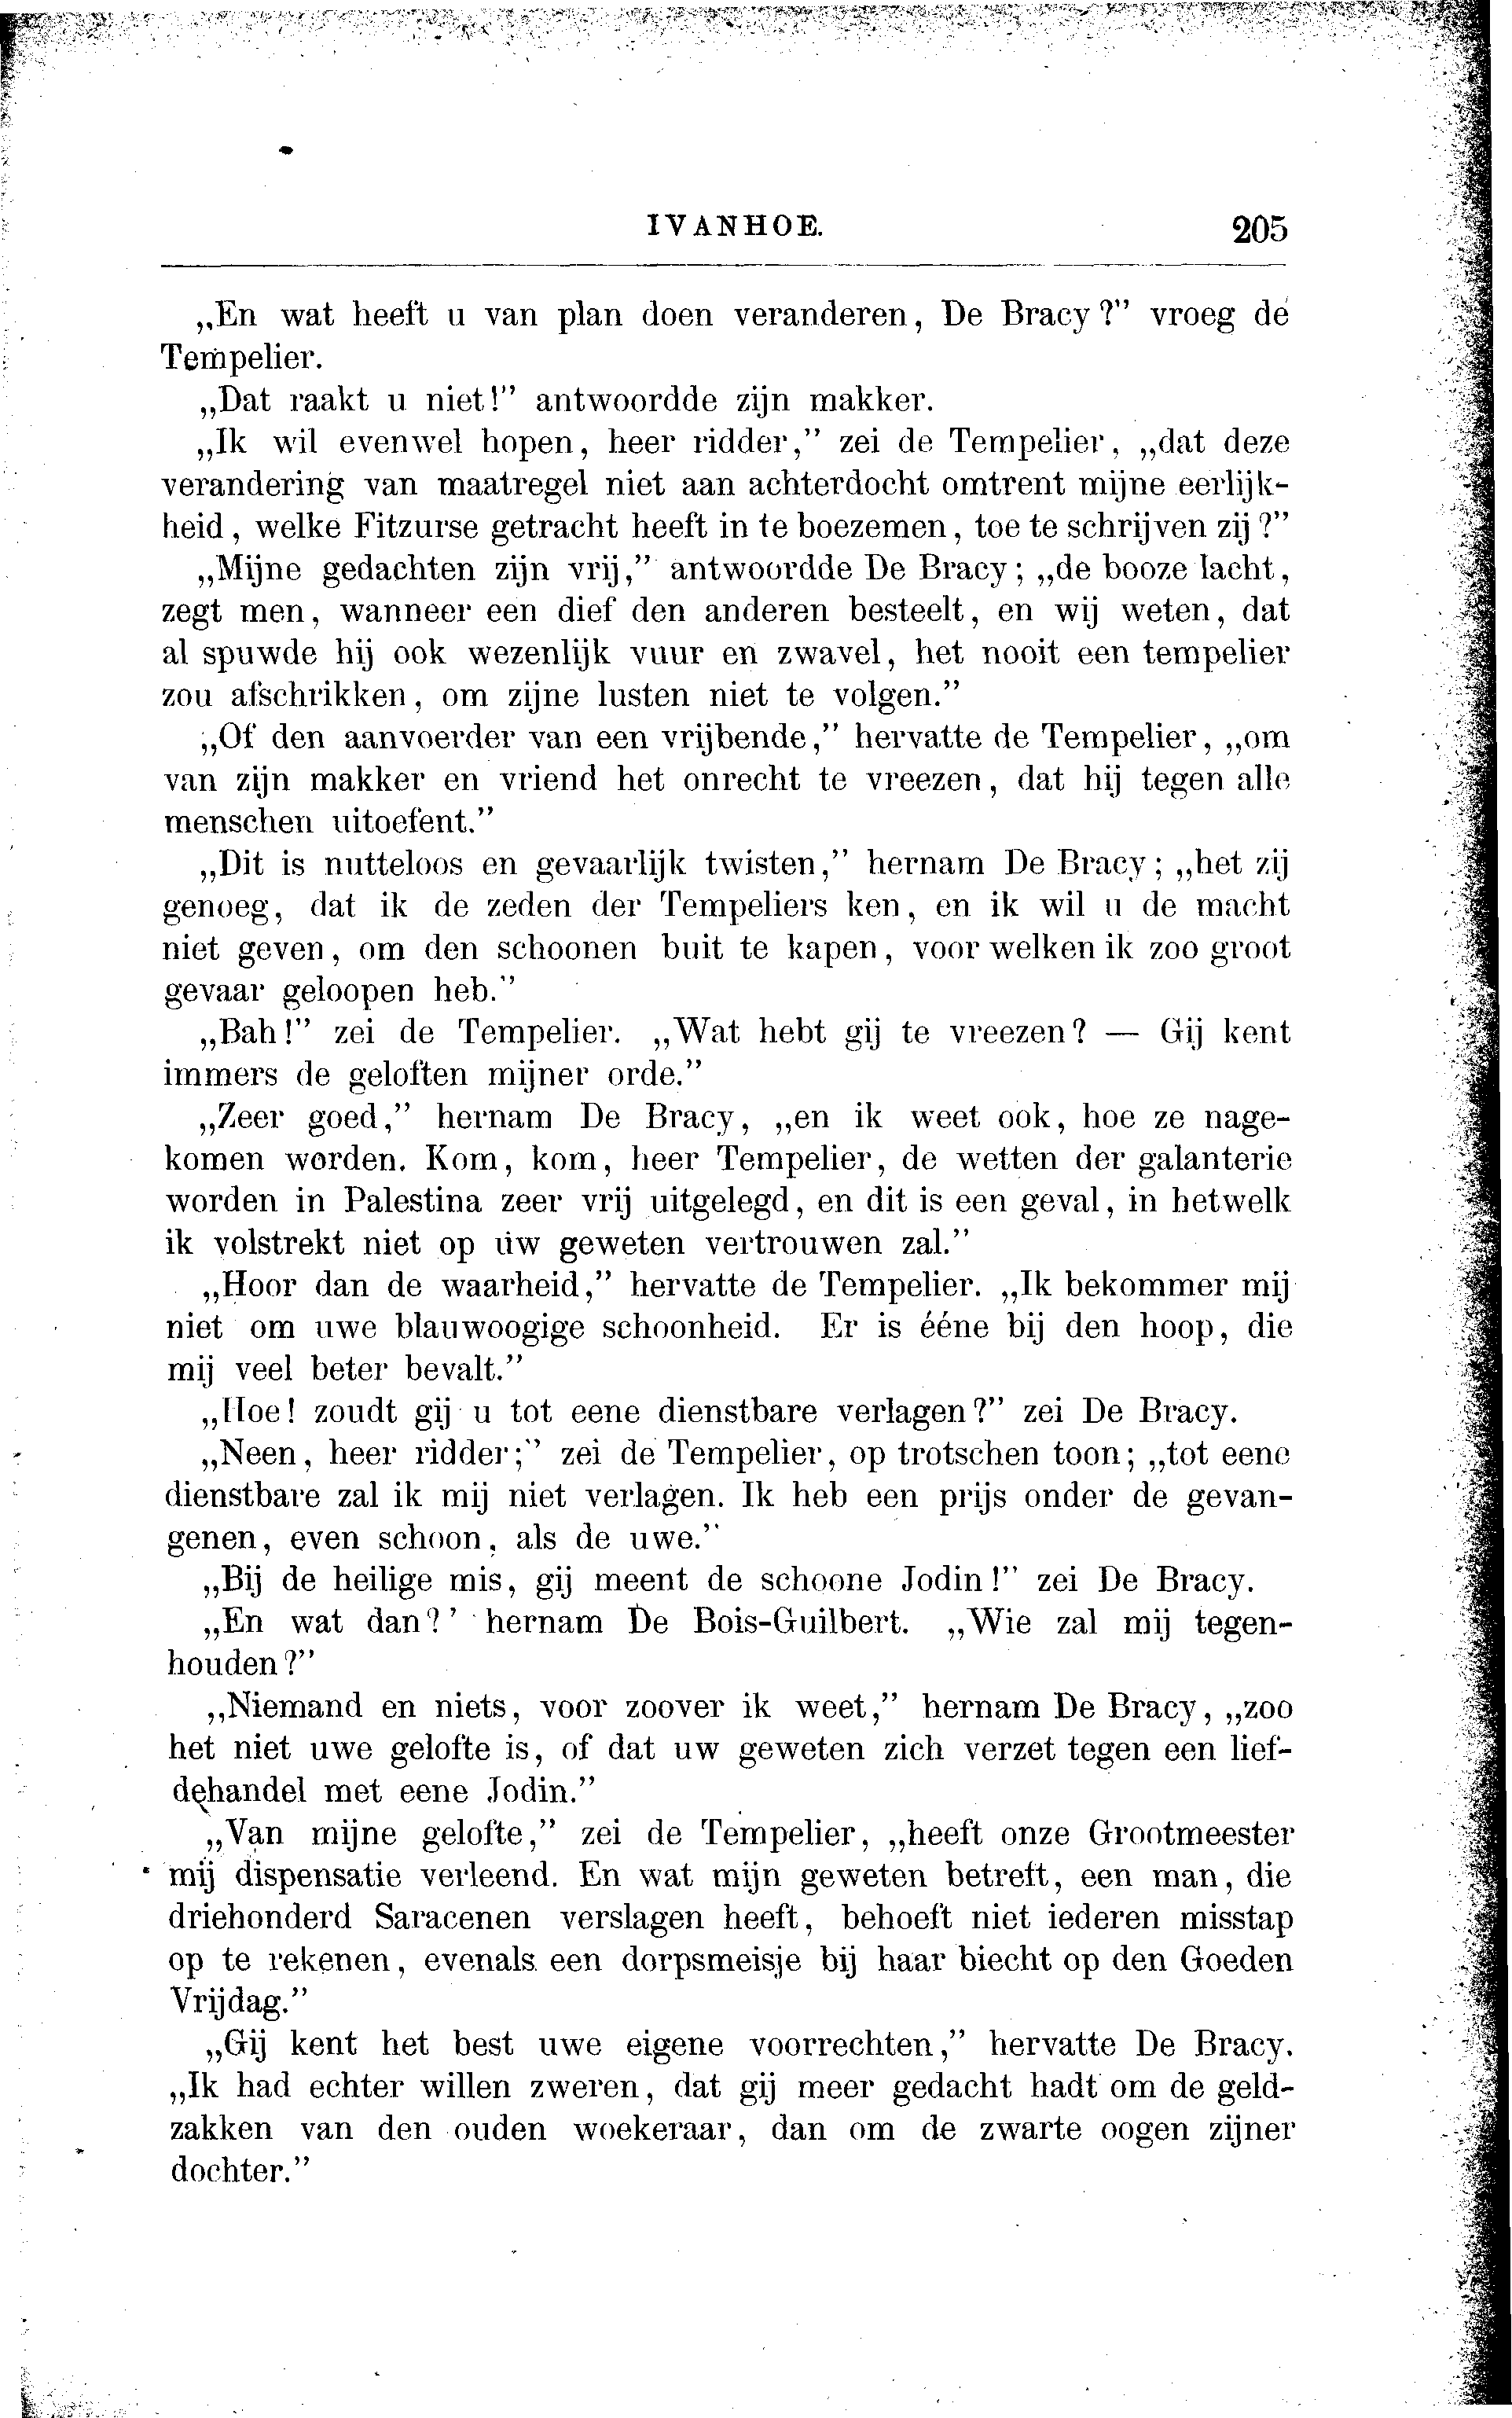 IVANHOE. 205
„En wat heeft u van plan doen veranderen, De Bracy?” vroeg de
Tempelier.
„Dat raakt u niet!” antwoordde zijn makker.
„Ik wil evenwel hopen, heer ridder,” zei de Tempelier, „dat deze
verandering van maatregel niet aan achterdocht omtrent mijne eerlijk-
heid, welke Fitzurse getracht heeft in te boezemen, toe te schrijven zij?”
„Mijne gedachten zijn vrij,” antwoordde De Bracy; „de booze lacht,
zegt men, wanneer een dief den anderen besteelt, en wij weten, dat
al spuwde hij ook wezenlijk vuur en zwavel, het nooit een tempelier
zou afschrikken, om zijne lusten niet te volgen.”
„Of den aanvoerder van een vrijbende,” hervatte de Tempelier, „om
van zijn makker en vriend het onrecht te vreezen, dat hij tegen alle
menschen uitoefent.”
„Dit is nutteloos en gevaarlijk twisten,” hernam De Bracy; „het zij
genoeg, dat ik de zeden der Tempeliers ken, en ik wil u de macht
niet geven, om den schoonen buit te kapen, voor welken ik zoo groot
gevaar geloopen heb.”
„Bah!” zei de Tempelier. „Wat hebt gij te vreezen? — Gij kent
immers de geloften mijner orde.”
„Zeer goed,” hernam De Bracy, „en ik weet ook, hoe ze nage-
komen worden. Kom, kom, heer Tempelier, de wetten der galanterie
worden in Palestina zeer vrij uitgelegd, en dit is een geval, in hetwelk
ik volstrekt niet op uw geweten vertrouwen zal.”
„Hoor dan de waarheid,” hervatte de Tempelier. „Ik bekommer mij
niet om uwe blauwoogige schoonheid. Er is ééne bij den hoop, die
mij veel beter bevalt.”
„Hoe! zoudt gij u tot eene dienstbare verlagen?” zei De Bracy.
„Neen, heer ridder;” zei de Tempelier, op trotschen toon; „tot eene
dienstbare zal ik mij niet verlagen. Ik heb een prijs onder de gevan-
genen, even schoon, als de uwe.”
„Bij de heilige mis, gij meent de schoone Jodin!” zei De Bracy.
„En wat dan?’ hernam De Bois-Guilbert. „Wie zal mij tegen-
houden?”
„Niemand en niets, voor zoover ik weet,” hernam De Bracy, „zoo
het niet uwe gelofte is, of dat uw geweten zich verzet tegen een lief-
dehandel met eene Jodin.”
„Van mijne gelofte,” zei de Tempelier, „heeft onze Grootmeester
mij dispensatie verleend. En wat mijn geweten betreft, een man, die
driehonderd Saracenen verslagen heeft, behoeft niet iederen misstap
op te rekenen, evenals een dorpsmeisje bij haar biecht op den Goeden
Vrijdag.”
„Gij kent het best uwe eigene voorrechten,” hervatte De Bracy.
„Ik had echter willen zweren, dat gij meer gedacht hadt om de geld-
zakken van den ouden woekeraar, dan om de zwarte oogen zijner
dochter.”